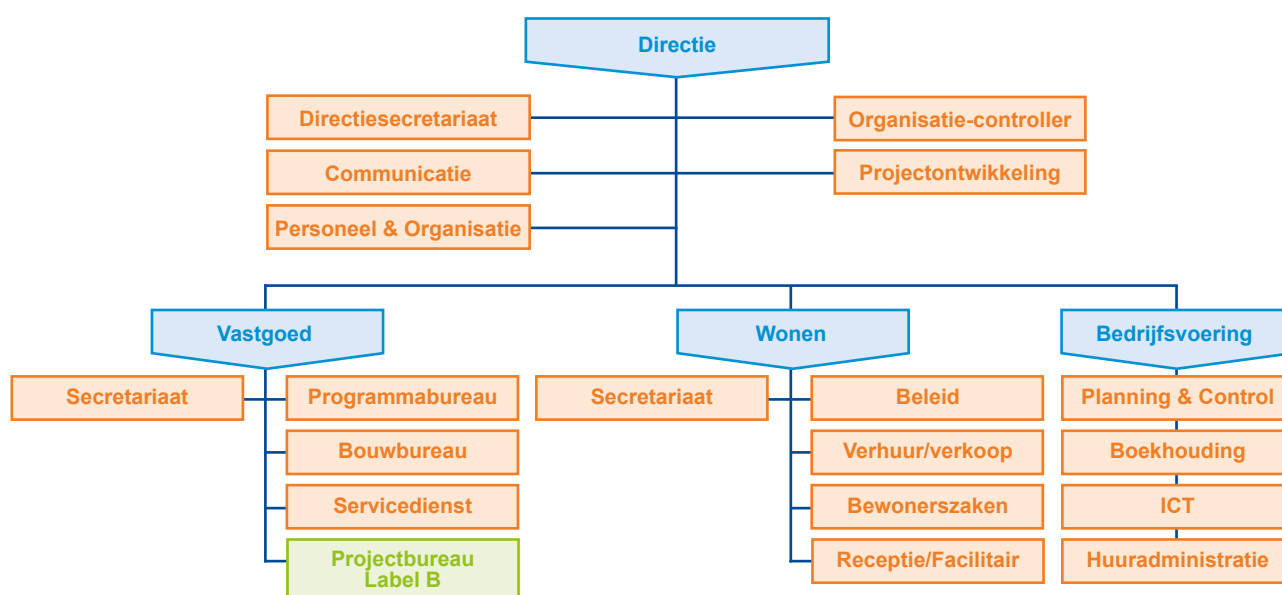 Directie
Directiesecretariaat
Organisatie-controller
Communicatie
Projectontwikkeling
Personeel & Organisatie
Vastgoed
Wonen
Bedrijfsvoering
Secretariaat
Programmabureau
Secretariaat
Beleid
Planning & Control
Bouwbureau
Verhuur/verkoop
Boekhouding
Servicedienst
Bewonerszaken
ICT
Projectbureau
Label B
Receptie/Facilitair
Huuradministratie